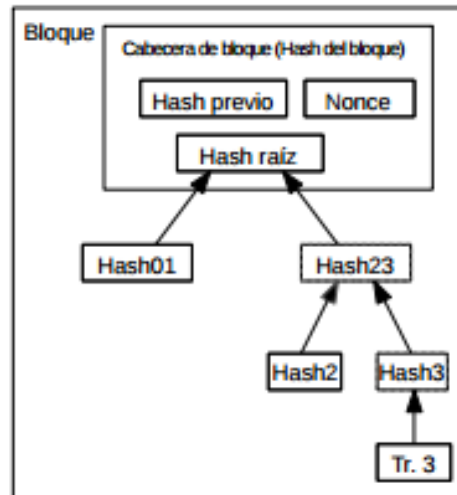 Bloque
Cabecera de bloque (Hash del bloque)
Hash previo
Nonce
Hash raíz
Hash01
Hash23
Hash2
Hash3
Tr. 3